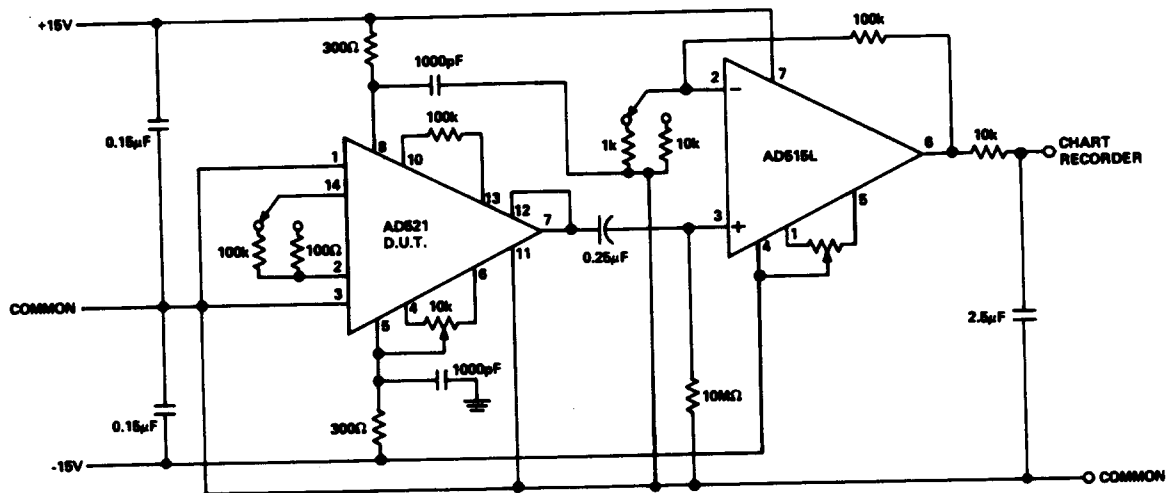 +15V
300Ω
1000pF
0.15µF
100k
8
10
13
1
14
12
7
AD521
D.U.T.
100k
100Ω
2
3
11
6
4
10k
5
COMMON
0.15µF
1000pF
300Ω
-15V
0.25µF
100k
2
7
1k
10k
AD515L
6
10k
CHART
RECORDER
3
5
1
4
10MΩ
2.5µF
COMMON